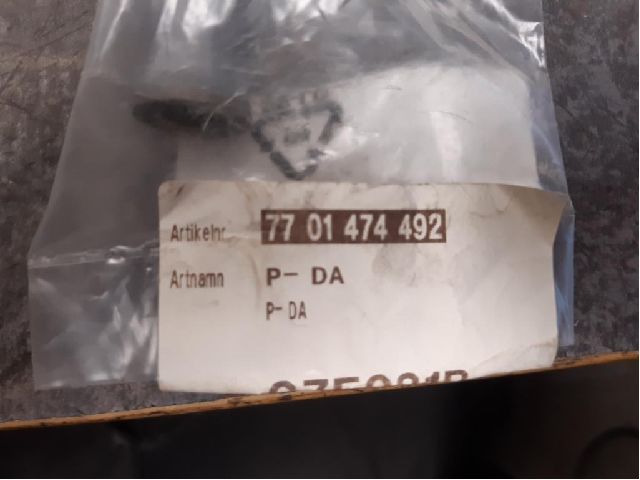 Artikelnr 77 01 474 492
Artnamn P- DA
P- DA